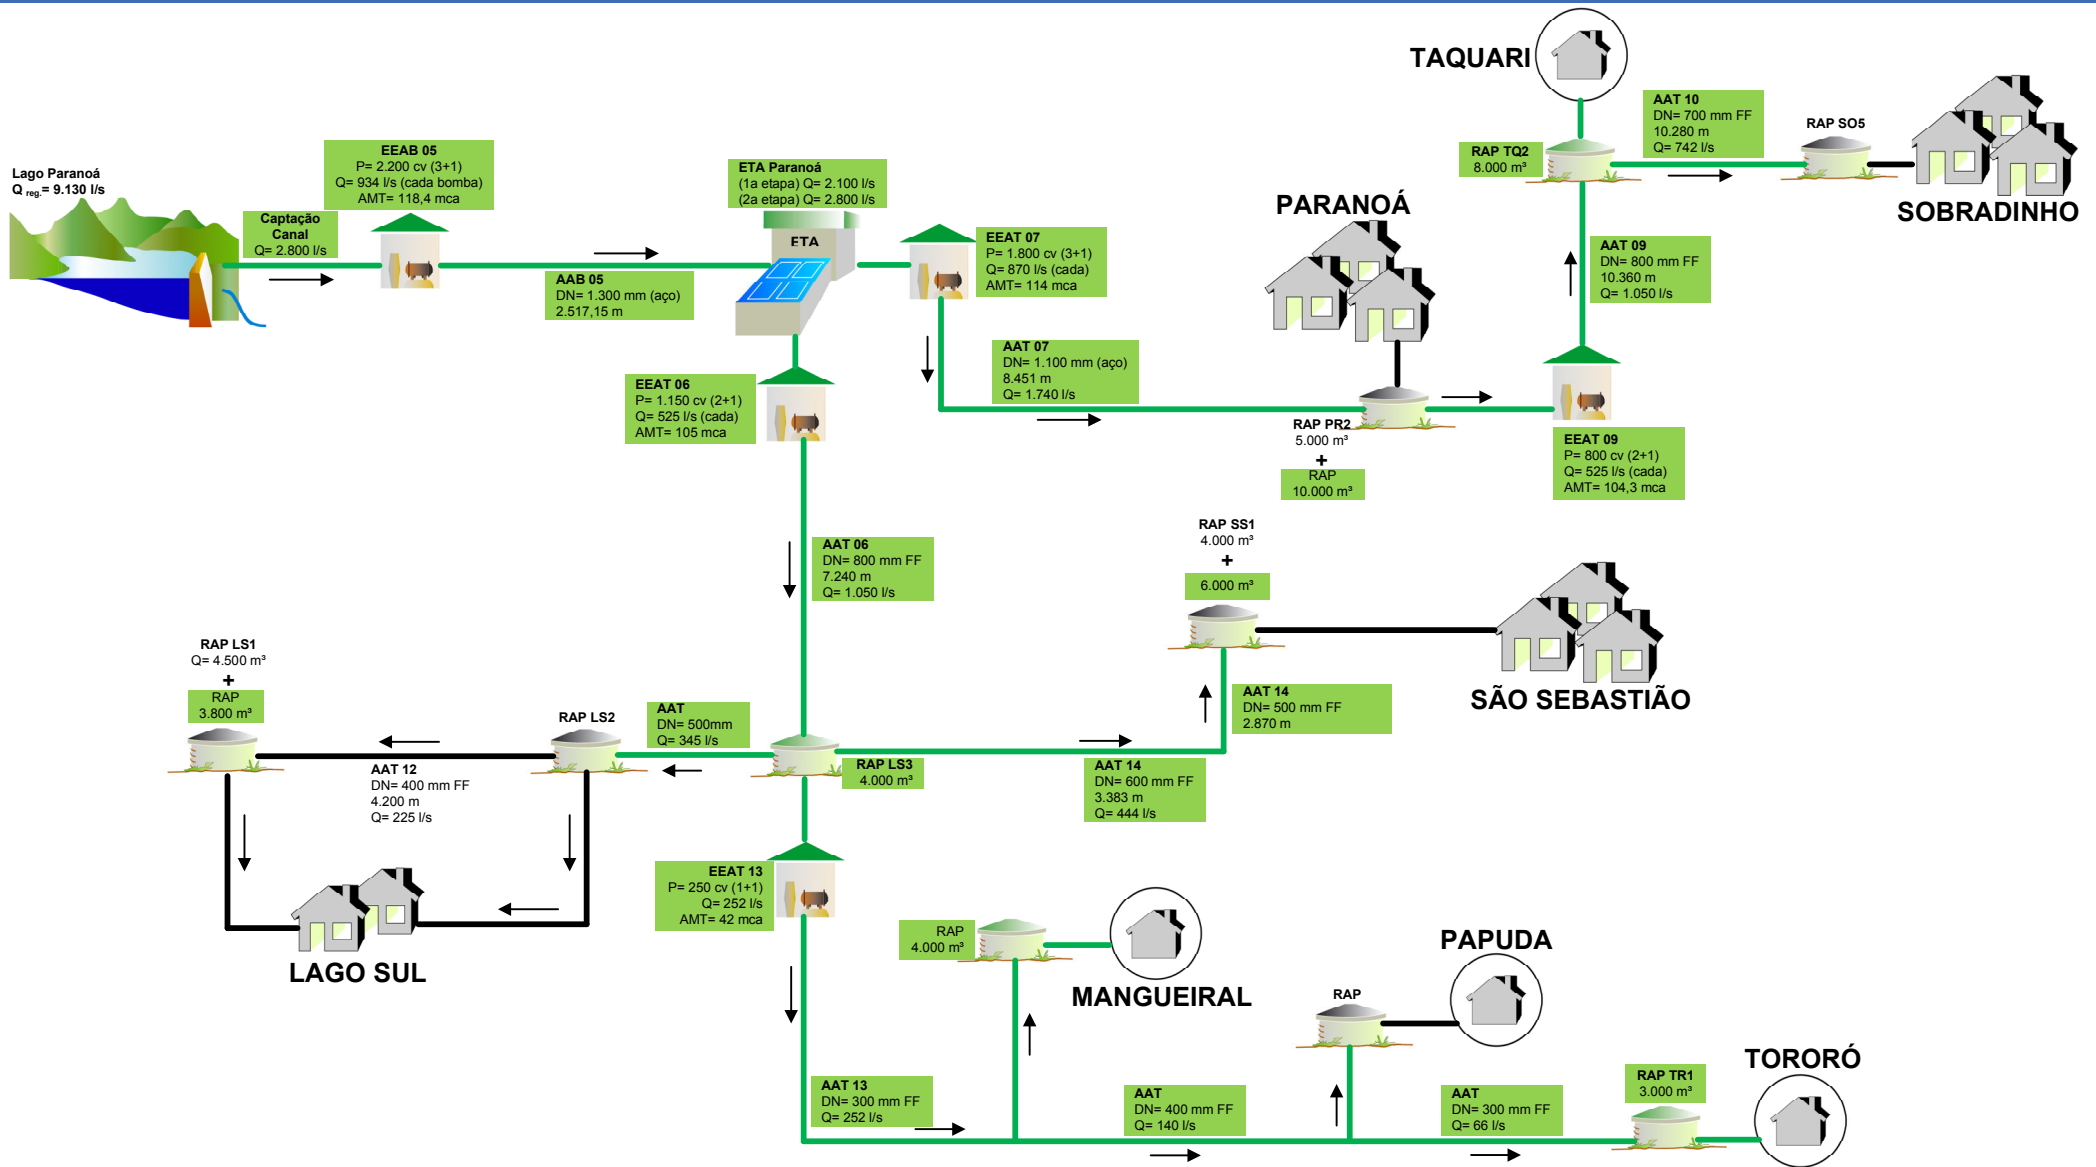 Lago Paranoá
Q reg.= 9.130 l/s
Captação
Canal
Q= 2.800 l/s
EEAB 05
P= 2.200 cv (3+1)
Q= 934 l/s (cada bomba)
AMT= 118,4 mca
AAB 05
DN= 1.300 mm (aço)
2.517,15 m
ETA Paranoá
(1a etapa) Q= 2.100 l/s
(2a etapa) Q= 2.800 l/s
ETA
EEAT 07
P= 1.800 cv (3+1)
Q= 870 l/s (cada)
AMT= 114 mca
AAT 07
DN= 1.100 mm (aço)
8.451 m
Q= 1.740 l/s
PARANOÁ
RAP PR2
5.000 m³
+
RAP
10.000 m³
TAQUARI
RAP TQ2
8.000 m³
AAT 10
DN= 700 mm FF
10.280 m
Q= 742 l/s
RAP SO5
SOBRADINHO
AAT 09
DN= 800 mm FF
10.360 m
Q= 1.050 l/s
EEAT 09
P= 800 cv (2+1)
Q= 525 l/s (cada)
AMT= 104,3 mca
EEAT 06
P= 1.150 cv (2+1)
Q= 525 l/s (cada)
AMT= 105 mca
AAT 06
DN= 800 mm FF
7.240 m
Q= 1.050 l/s
RAP SS1
4.000 m³
+
6.000 m³
SÃO SEBASTIÃO
AAT 14
DN= 500 mm FF
2.870 m
RAP LS1
Q= 4.500 m³
+
RAP
3.800 m³
RAP LS2
AAT
DN= 500mm
Q= 345 l/s
RAP LS3
4.000 m³
AAT 14
DN= 600 mm FF
3.383 m
Q= 444 l/s
AAT 12
DN= 400 mm FF
4.200 m
Q= 225 l/s
LAGO SUL
EEAT 13
P= 250 cv (1+1)
Q= 252 l/s
AMT= 42 mca
RAP
4.000 m³
MANGUEIRAL
PAPUDA
RAP
TORORÓ
RAP TR1
3.000 m³
AAT 13
DN= 300 mm FF
Q= 252 l/s
AAT
DN= 400 mm FF
Q= 140 l/s
AAT
DN= 300 mm FF
Q= 66 l/s